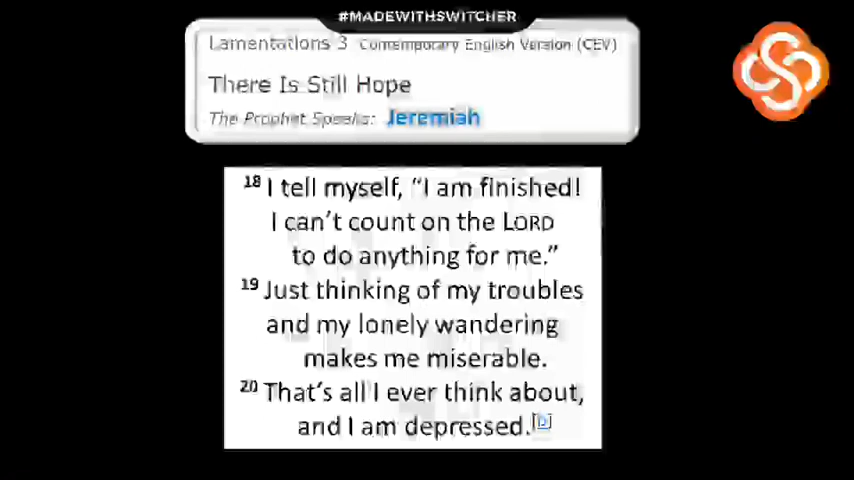 #MADEWITHSWITCHER
Lamentations 3 Contemporary English Version (CEV)
There Is Still Hope
The Prophet Speaks: Jeremiah
18 I tell myself, “I am finished!
I can’t count on the LORD
to do anything for me.”
19 Just thinking of my troubles
and my lonely wandering
makes me miserable.
20 That’s all I ever think about,
and I am depressed.[b]